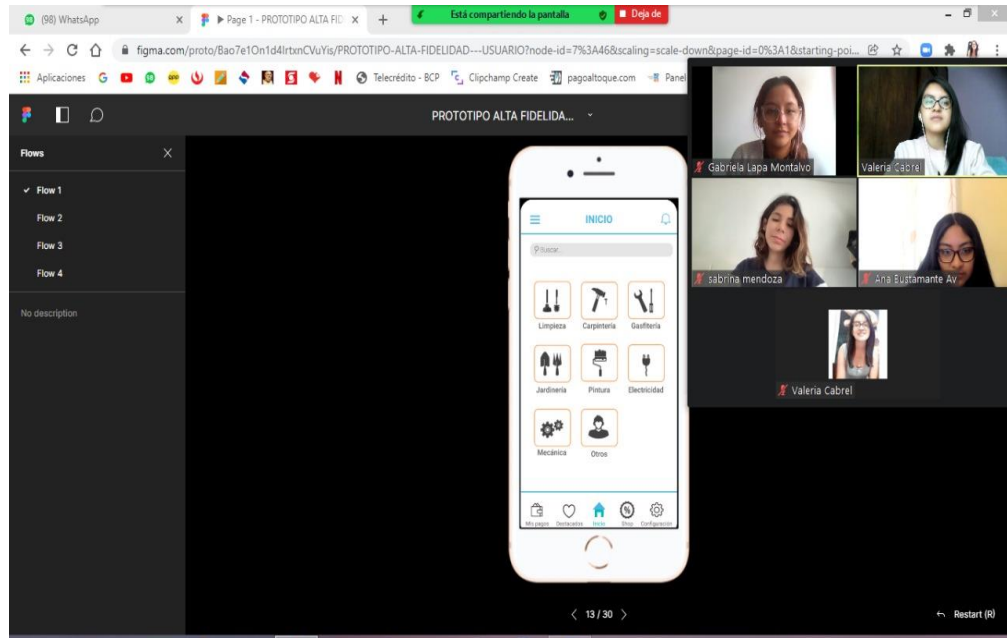 (98) WhatsApp
Page 1 - PROTOTIPO ALTA FID
Está compartiendo la pantalla
Deja de
figma.com/proto/Bao7e1On1d4IrtxnCVuYis/PROTOTIPO-ALTA-FIDELIDAD---USUARIO?node-id=7%3A46&scaling=scale-down&page-id=0%3A1&starting-poi...
Aplicaciones
Telecrédito - BCP
Clipchamp Create
pagoaltoque.com
Panel
PROTOTIPO ALTA FIDELIDA...
Flows
Flow 1
Flow 2
Flow 3
Flow 4
No description
INICIO
Buscar...
Limpieza Carpintería Gasfitería
Jardinería Pintura Electricidad
Mecánica Otros
Mis pagos Destacados Inicio Shop Configuración
13 / 30
Restart (R)
Gabriela Lapa Montalvo
Valeria Cabrel
sabrina mendoza
Ana Bustamante Av
Valeria Cabrel